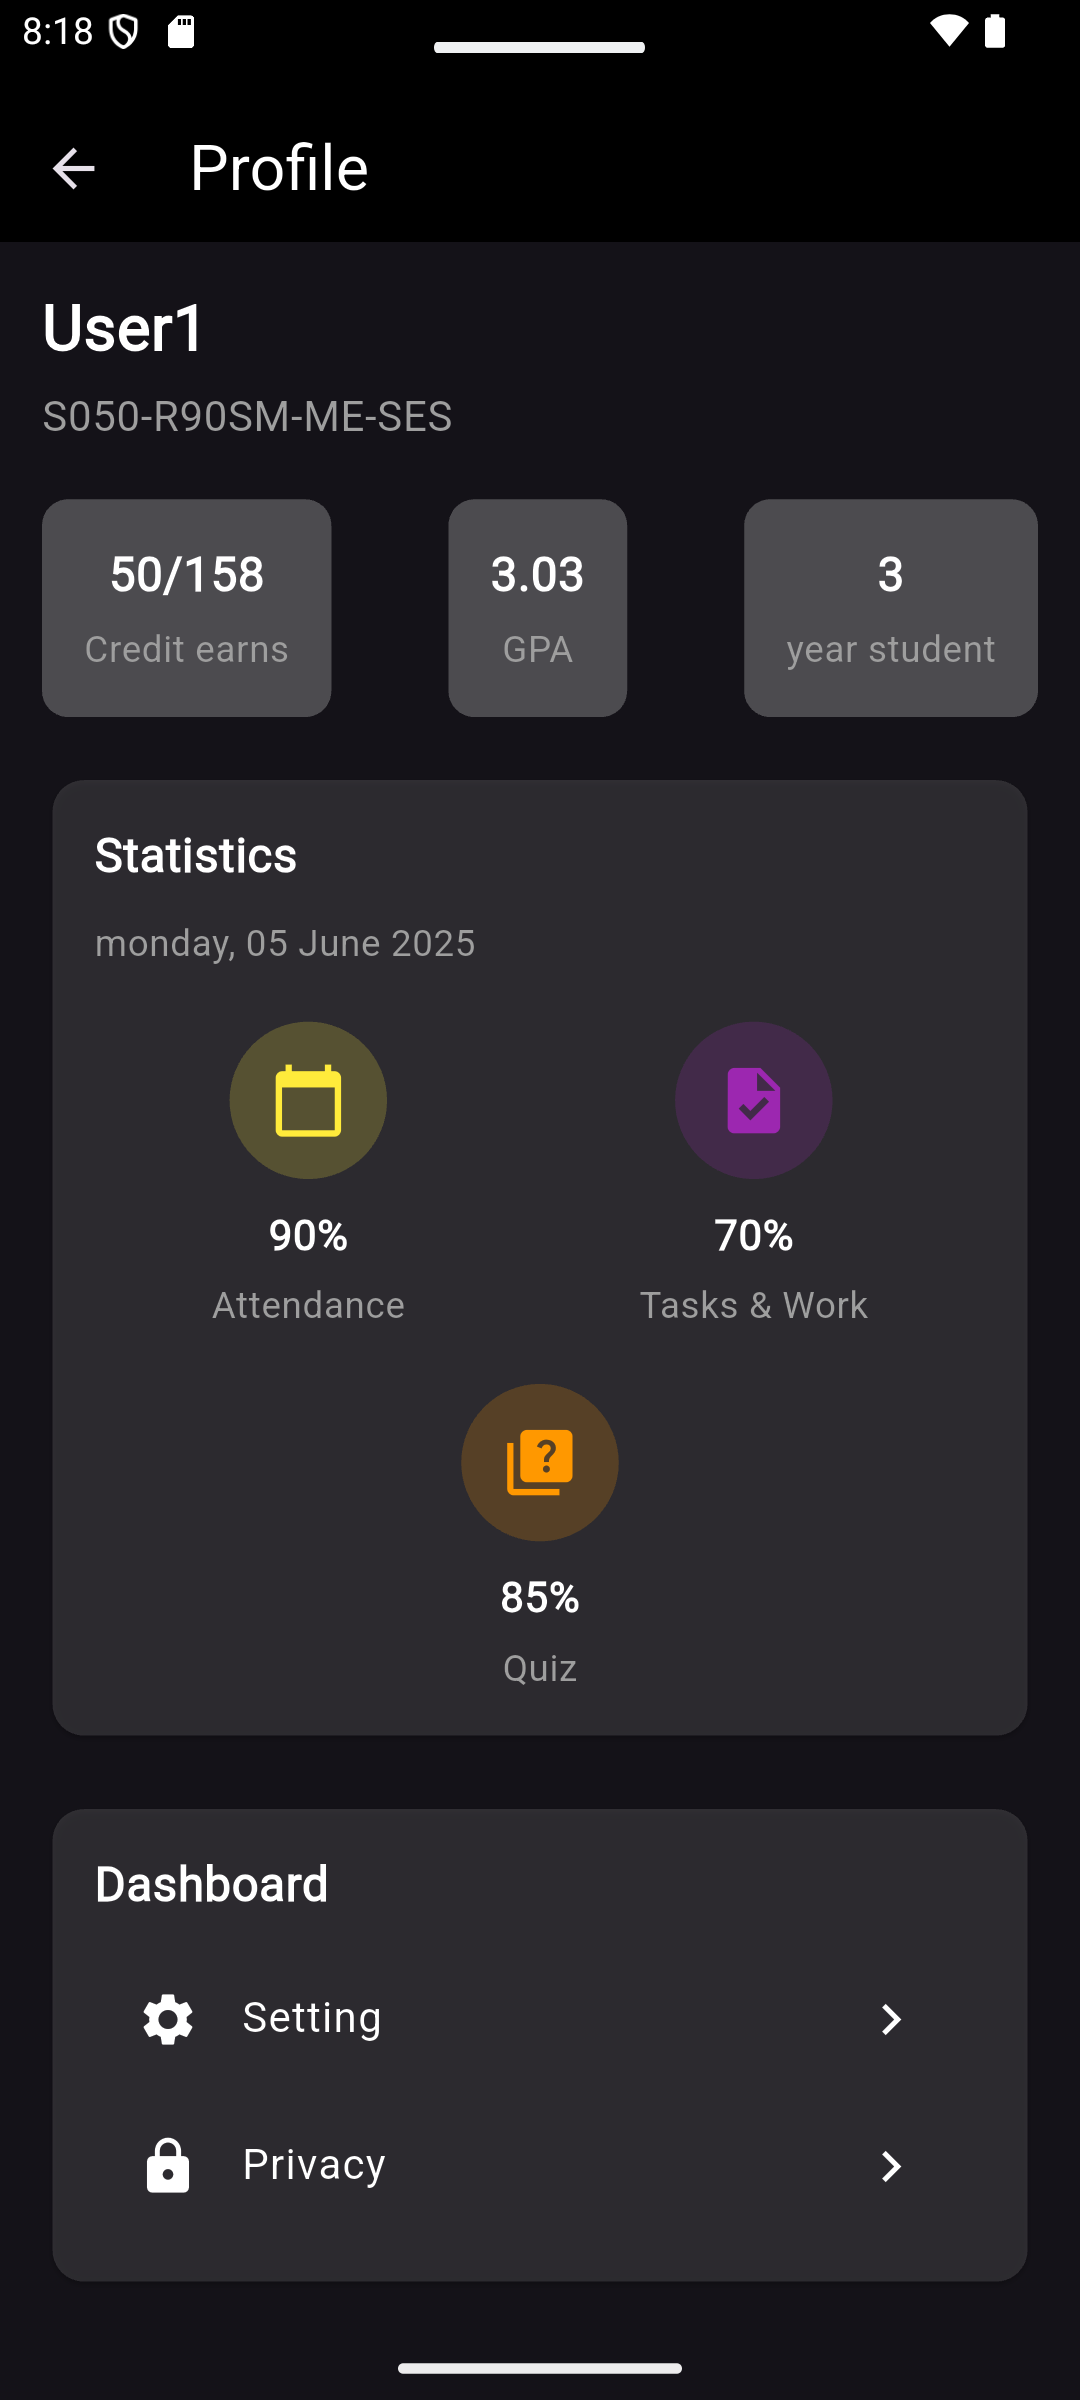 8:18
Profile
User1
S050-R90SM-ME-SES
50/158
Credit earns
3.03
GPA
3
year student
Statistics
monday, 05 June 2025
90%
Attendance
70%
Tasks & Work
?
85%
Quiz
Dashboard
Setting
Privacy